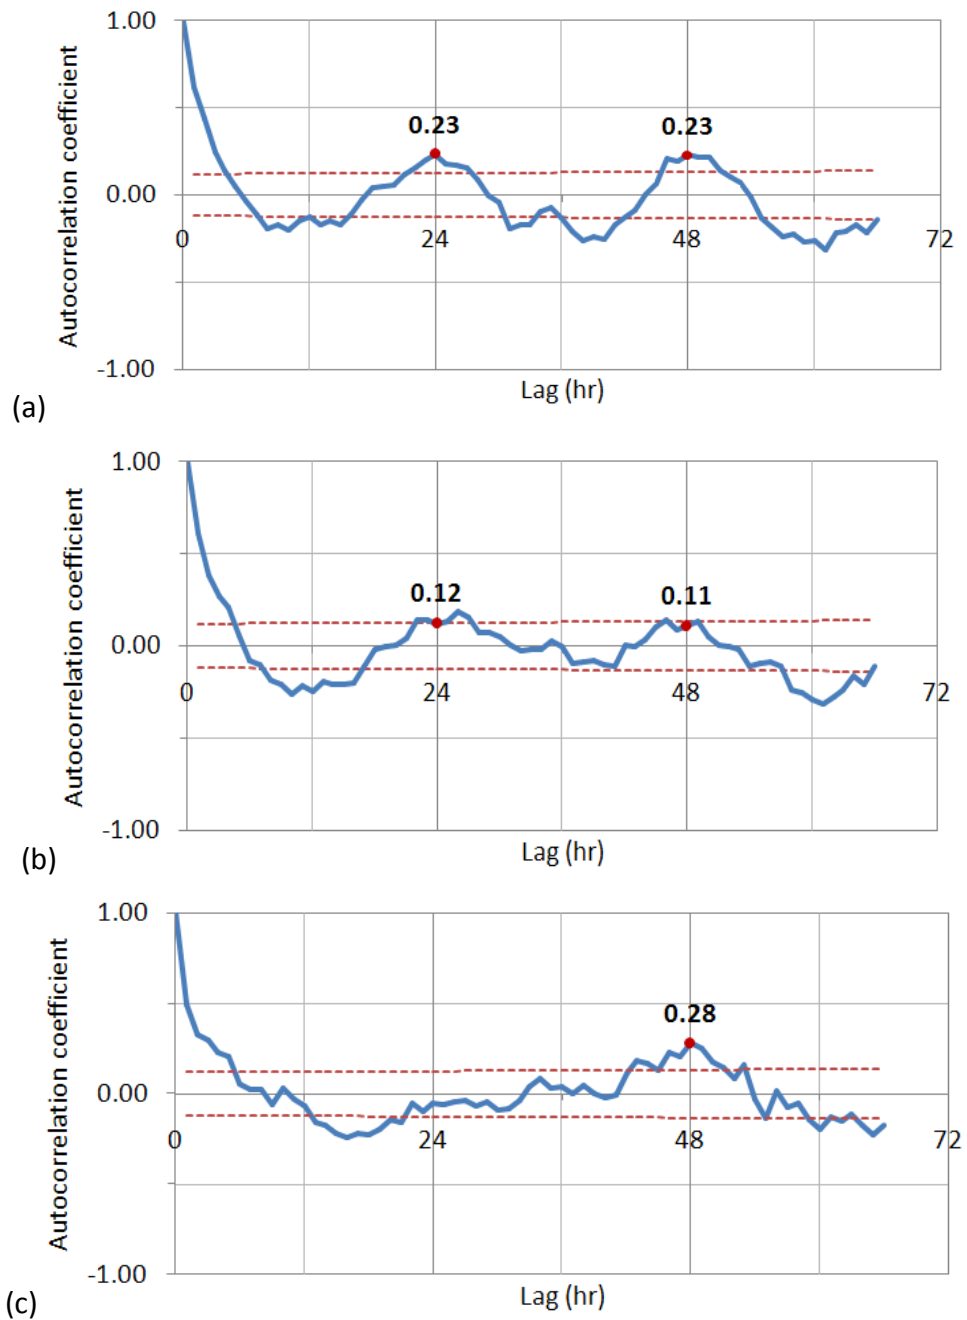 1.00
0.23
0.23
0.00
0
24
48
72
-1.00
Autocorrelation coefficient
Lag (hr)
(a)
1.00
0.12
0.11
0.00
0
24
48
72
-1.00
Autocorrelation coefficient
Lag (hr)
(b)
1.00
0.28
0.00
0
24
48
72
-1.00
Autocorrelation coefficient
Lag (hr)
(c)